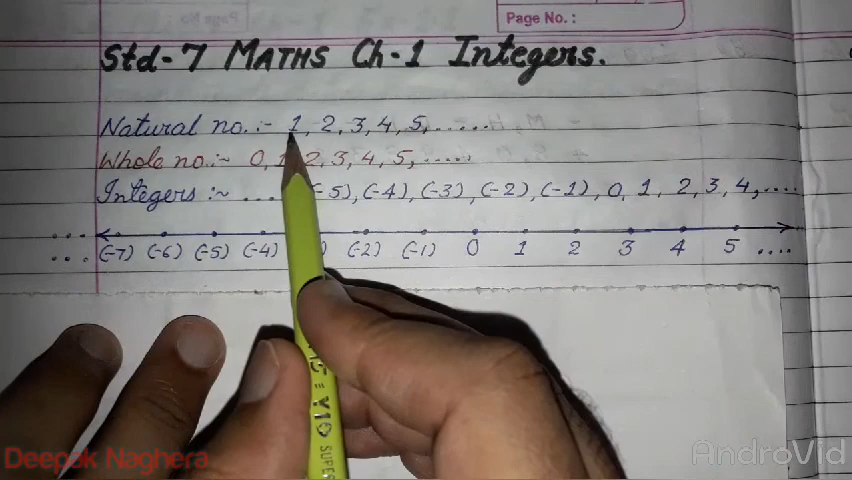 Page No. :
Std-7 MATHS Ch-1 Integers.
Natural no. :- 1, 2, 3, 4, 5, ......
Whole no. :~ 0, 1, 2, 3, 4, 5, ......
Integers :~ .... (-5), (-4), (-3), (-2), (-1), 0, 1, 2, 3, 4, ....
... (-7) (-6) (-5) (-4) (-2) (-1) 0 1 2 3 4 5 ....
Deepak Naghera
AndroVid